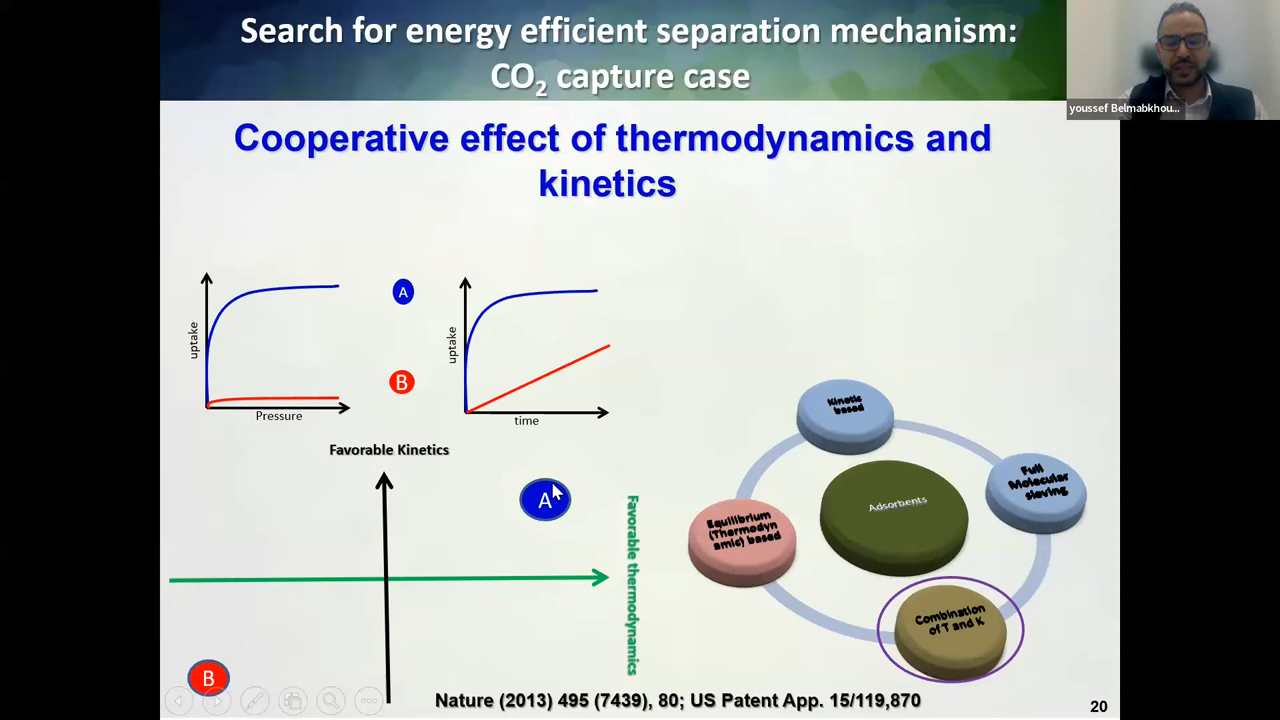 Search for energy efficient separation mechanism:
CO₂ capture case
youssef Belmabkhou...
Cooperative effect of thermodynamics and
kinetics
uptake
Pressure
A
B
uptake
time
Favorable Kinetics
A
B
Favorable thermodynamics
Kinetic
based
Full
Molecular
sieving
Adsorbents
Equilibrium
(Thermodyn
amic) based
Combination
of T and K
Nature (2013) 495 (7439), 80; US Patent App. 15/119,870
20